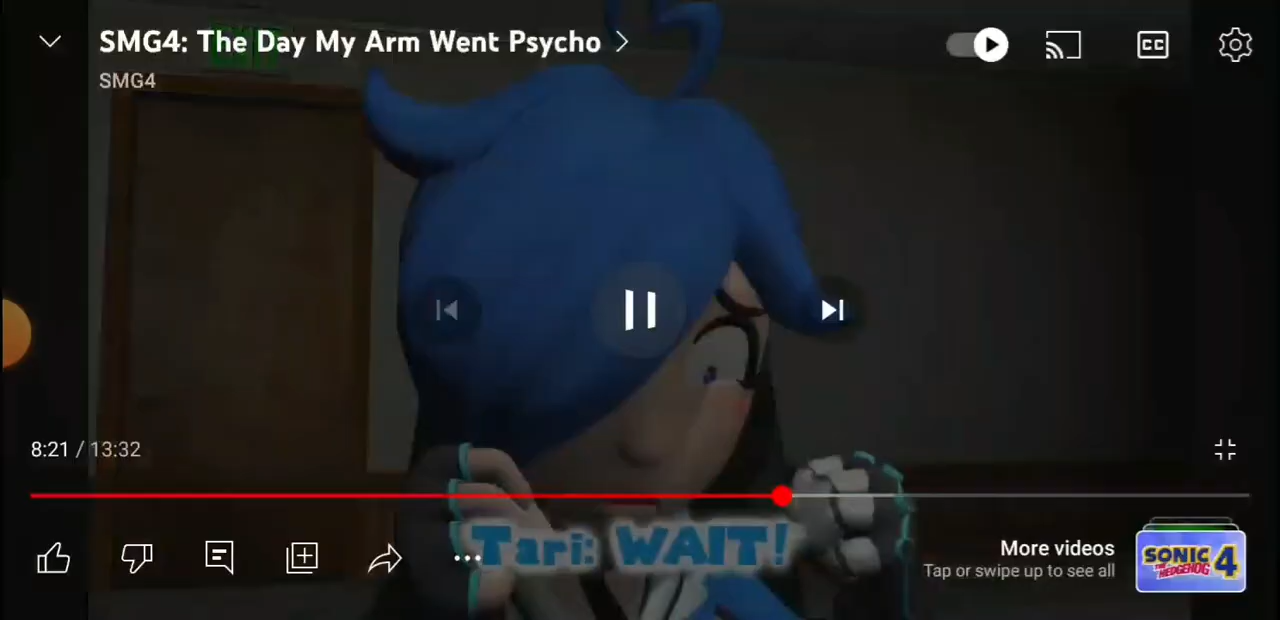 SMG4: The Day My Arm Went Psycho
SMG4
CC
8:21 / 13:32
Tari: WAIT!
More videos
Tap or swipe up to see all
SONIC
THE HEDGEHOG
4